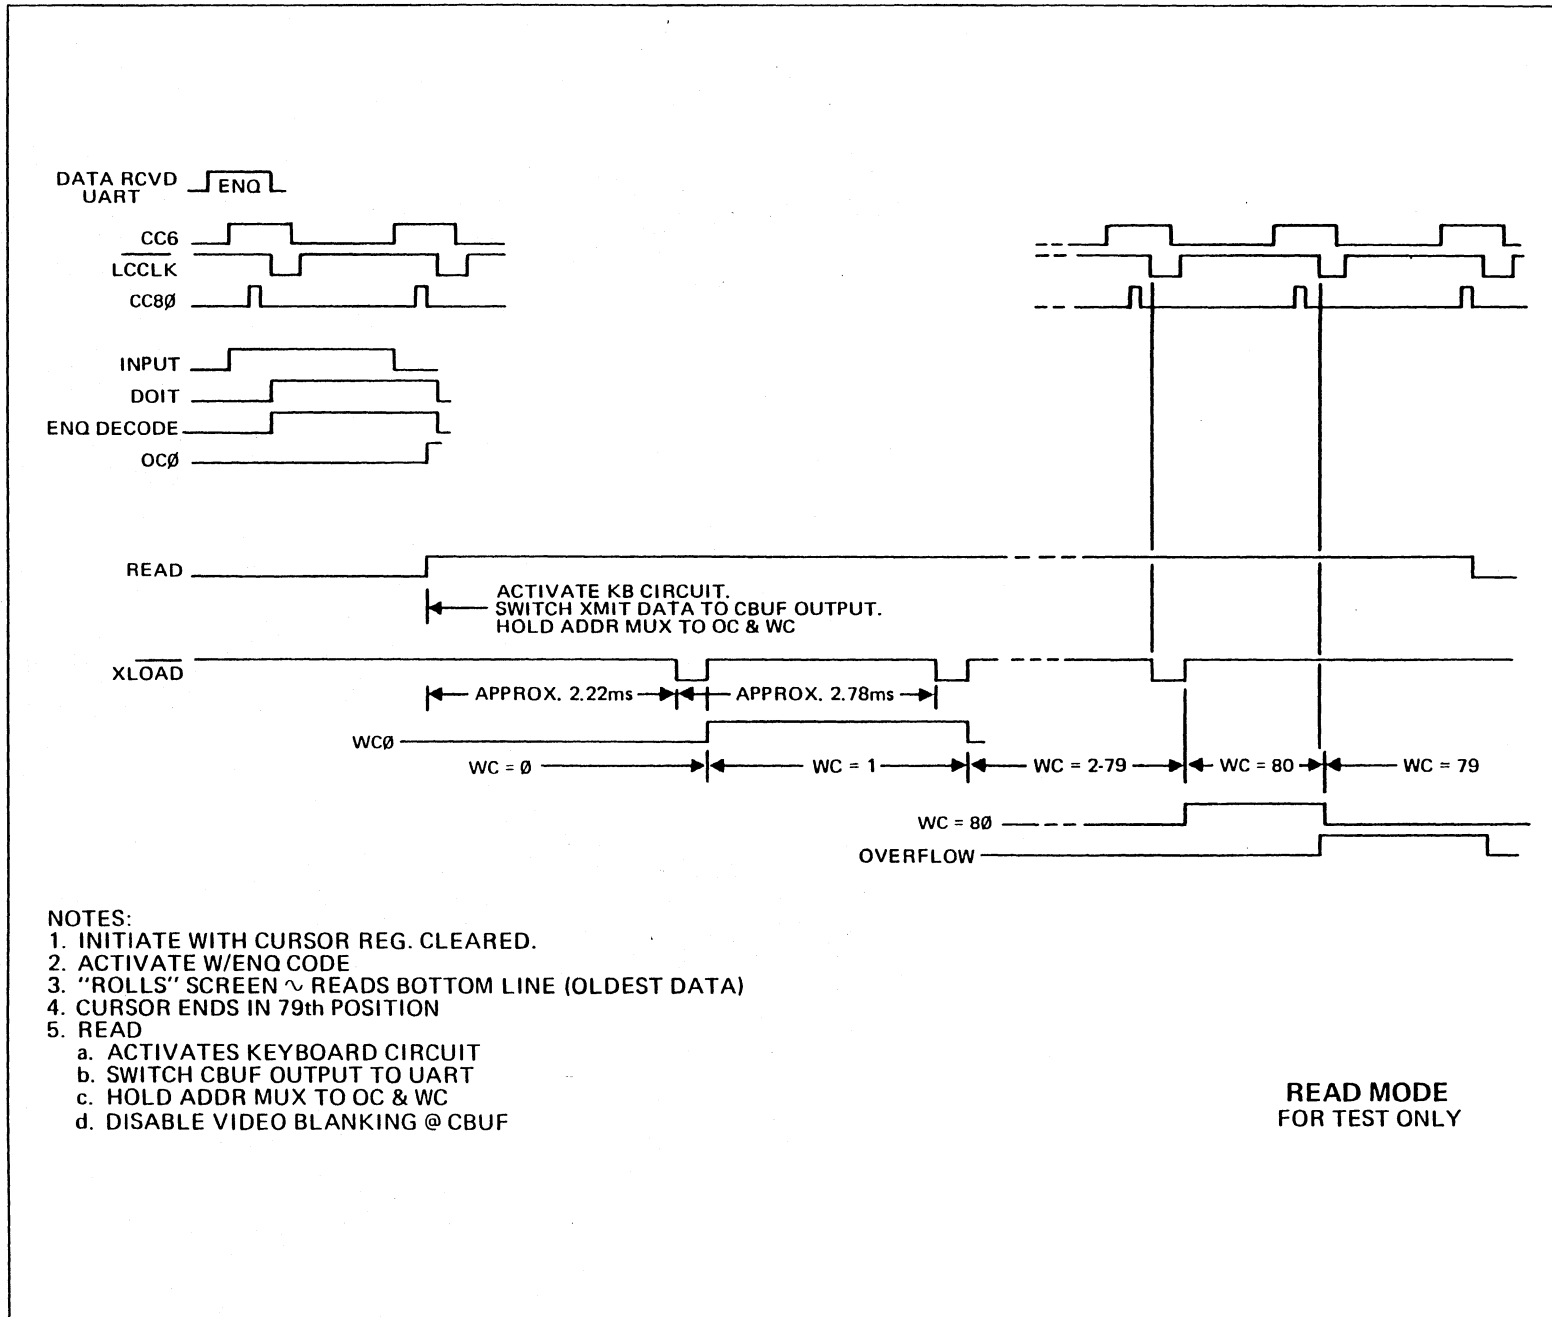 DATA RCVD
UART
ENQ
CC6
LCCLK
CC8Ø
INPUT
DOIT
ENQ DECODE
OCØ
READ
ACTIVATE KB CIRCUIT.
SWITCH XMIT DATA TO CBUF OUTPUT.
HOLD ADDR MUX TO OC & WC
XLOAD
APPROX. 2.22ms
APPROX. 2.78ms
WCØ
WC = Ø
WC = 1
WC = 2-79
WC = 80
WC = 79
WC = 8Ø
OVERFLOW
NOTES:
1. INITIATE WITH CURSOR REG. CLEARED.
2. ACTIVATE W/ENQ CODE
3. "ROLLS" SCREEN ~ READS BOTTOM LINE (OLDEST DATA)
4. CURSOR ENDS IN 79th POSITION
5. READ
a. ACTIVATES KEYBOARD CIRCUIT
b. SWITCH CBUF OUTPUT TO UART
c. HOLD ADDR MUX TO OC & WC
d. DISABLE VIDEO BLANKING @ CBUF
READ MODE
FOR TEST ONLY